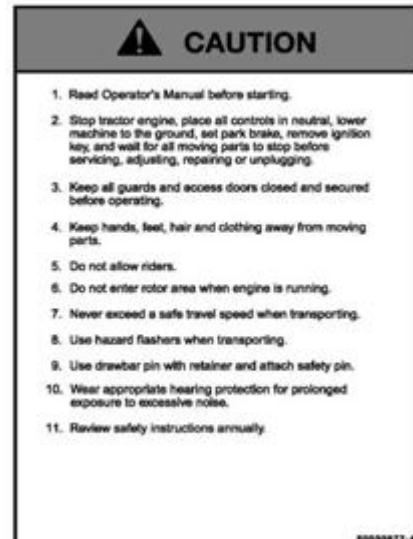 CAUTION
1. Read Operator's Manual before starting.
2. Stop tractor engine, place all controls in neutral, lower
machine to the ground, set park brake, remove ignition
key, and wait for all moving parts to stop before
servicing, adjusting, repairing or unplugging.
3. Keep all guards and access doors closed and secured
before operating.
4. Keep hands, feet, hair and clothing away from moving
parts.
5. Do not allow riders.
6. Do not enter rotor area when engine is running.
7. Never exceed a safe travel speed when transporting.
8. Use hazard flashers when transporting.
9. Use drawbar pin with retainer and attach safety pin.
10. Wear appropriate hearing protection for prolonged
exposure to excessive noise.
11. Review safety instructions annually.